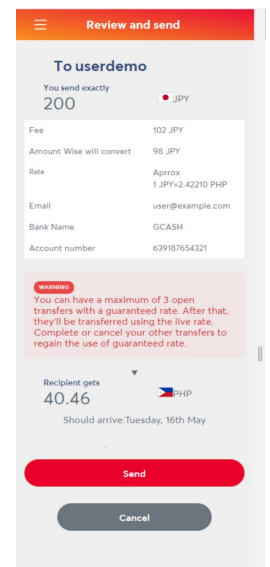 Review and send
To userdemo
You send exactly
200 JPY
Fee 102 JPY
Amount Wise will convert 98 JPY
Rate Aprrox
1 JPY=2.42210 PHP
Email user@example.com
Bank Name GCASH
Account number 639187654321
WARNING
You can have a maximum of 3 open
transfers with a guaranteed rate. After that,
they'll be transferred using the live rate.
Complete or cancel your other transfers to
regain the use of guaranteed rate.
Recipient gets
40.46 PHP
Should arrive:Tuesday, 16th May
Send
Cancel